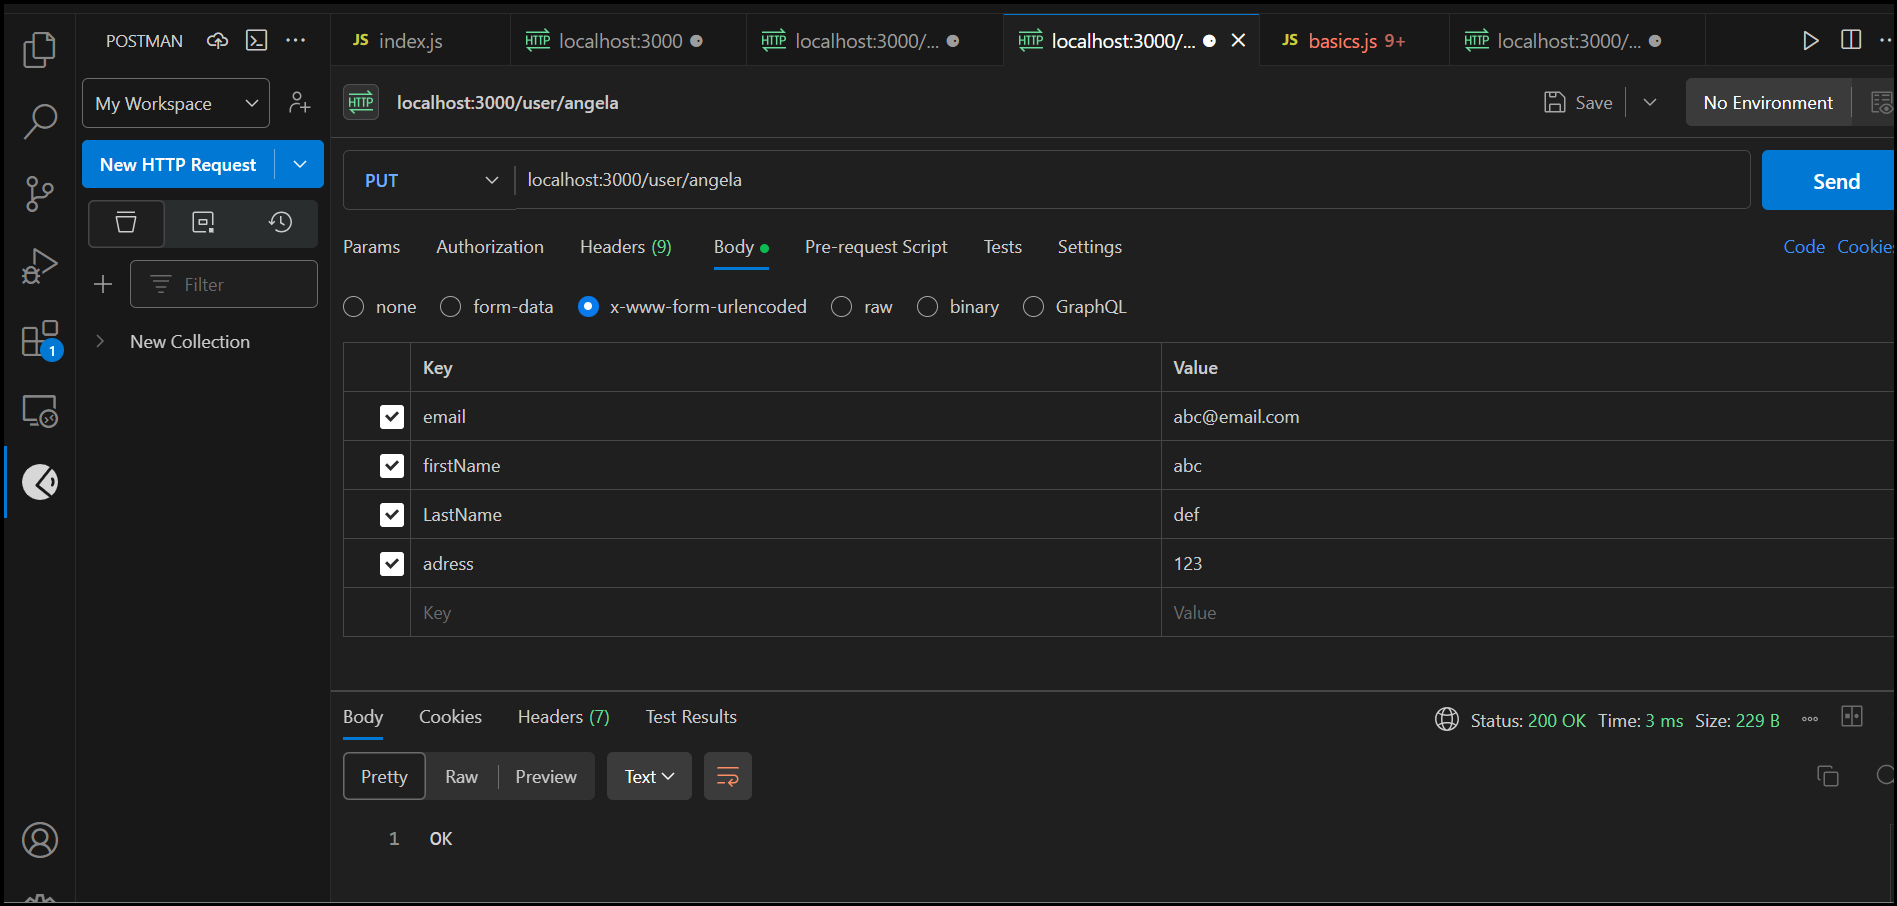 POSTMAN
JS index.js
HTTP localhost:3000
HTTP localhost:3000/...
HTTP localhost:3000/...
JS basics.js 9+
HTTP localhost:3000/...
My Workspace
HTTP localhost:3000/user/angela
Save
No Environment
New HTTP Request
PUT
localhost:3000/user/angela
Send
Params Authorization Headers (9) Body Pre-request Script Tests Settings
Code Cookies
Filter
none form-data x-www-form-urlencoded raw binary GraphQL
1
New Collection
Key Value
email abc@email.com
firstName abc
LastName def
adress 123
Key Value
Body Cookies Headers (7) Test Results
Status: 200 OK Time: 3 ms Size: 229 B
Pretty Raw Preview Text
1 OK